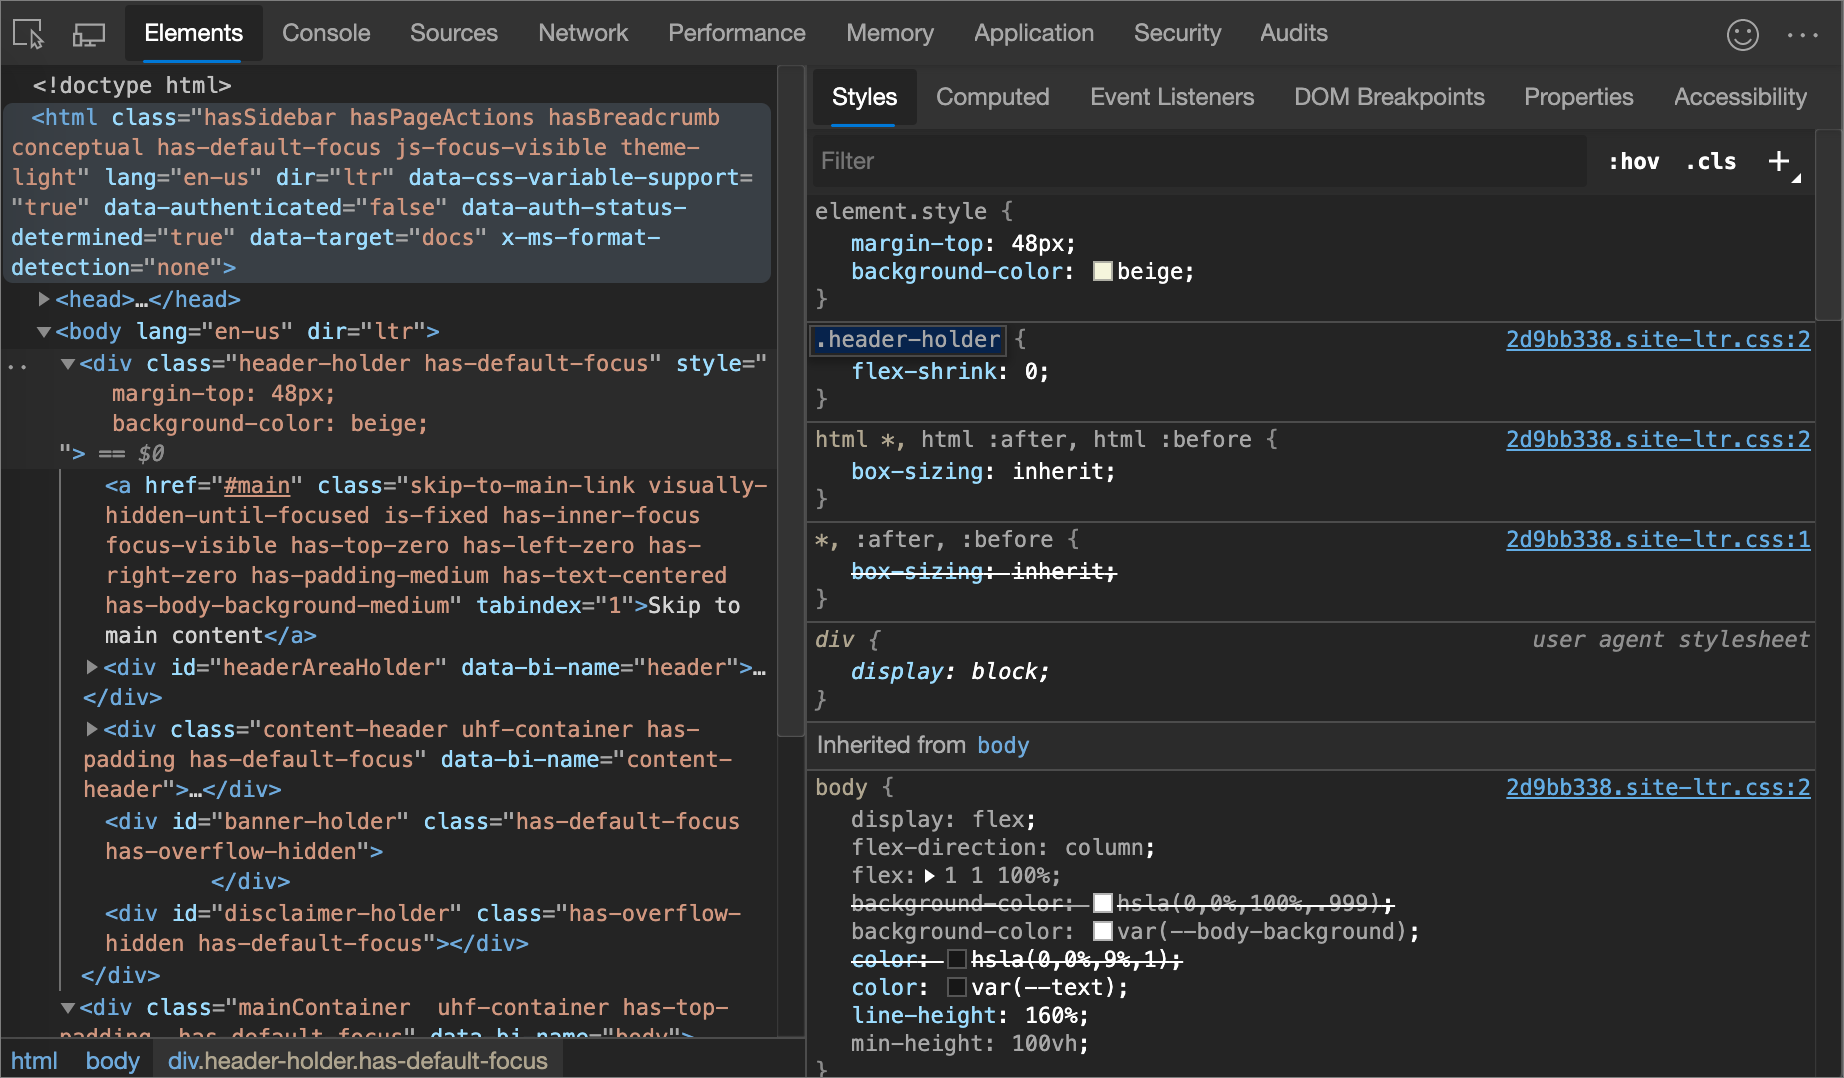 Elements Console Sources Network Performance Memory Application Security Audits
<!doctype html>
<html class="hasSidebar hasPageActions hasBreadcrumb
conceptual has-default-focus js-focus-visible theme-
light" lang="en-us" dir="ltr" data-css-variable-support=
"true" data-authenticated="false" data-auth-status-
determined="true" data-target="docs" x-ms-format-
detection="none">
<head>…</head>
<body lang="en-us" dir="ltr">
<div class="header-holder has-default-focus" style="
margin-top: 48px;
background-color: beige;
"> == $0
<a href="#main" class="skip-to-main-link visually-
hidden-until-focused is-fixed has-inner-focus
focus-visible has-top-zero has-left-zero has-
right-zero has-padding-medium has-text-centered
has-body-background-medium" tabindex="1">Skip to
main content</a>
<div id="headerAreaHolder" data-bi-name="header">…
</div>
<div class="content-header uhf-container has-
padding has-default-focus" data-bi-name="content-
header">…</div>
<div id="banner-holder" class="has-default-focus
has-overflow-hidden">
</div>
<div id="disclaimer-holder" class="has-overflow-
hidden has-default-focus"></div>
</div>
<div class="mainContainer  uhf-container has-top-
padding  has-default-focus" data-bi-name="body">
html body div.header-holder.has-default-focus
Styles Computed Event Listeners DOM Breakpoints Properties Accessibility
Filter :hov .cls +
element.style {
margin-top: 48px;
background-color: beige;
}
.header-holder { 2d9bb338.site-ltr.css:2
flex-shrink: 0;
}
html *, html :after, html :before { 2d9bb338.site-ltr.css:2
box-sizing: inherit;
}
*, :after, :before { 2d9bb338.site-ltr.css:1
box-sizing: inherit;
}
div { user agent stylesheet
display: block;
}
Inherited from body
body { 2d9bb338.site-ltr.css:2
display: flex;
flex-direction: column;
flex: 1 1 100%;
background-color: hsla(0,0%,100%,.999);
background-color: var(--body-background);
color: hsla(0,0%,9%,1);
color: var(--text);
line-height: 160%;
min-height: 100vh;
}